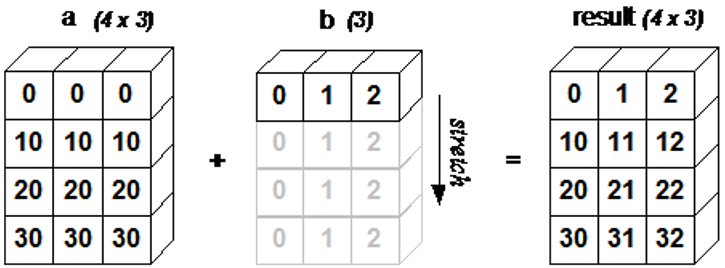 a (4 x 3) b (3) result (4 x 3)
0 0 0 0 1 2 0 1 2
10 10 10 0 1 2 10 11 12
+ stretch =
20 20 20 0 1 2 20 21 22
30 30 30 0 1 2 30 31 32